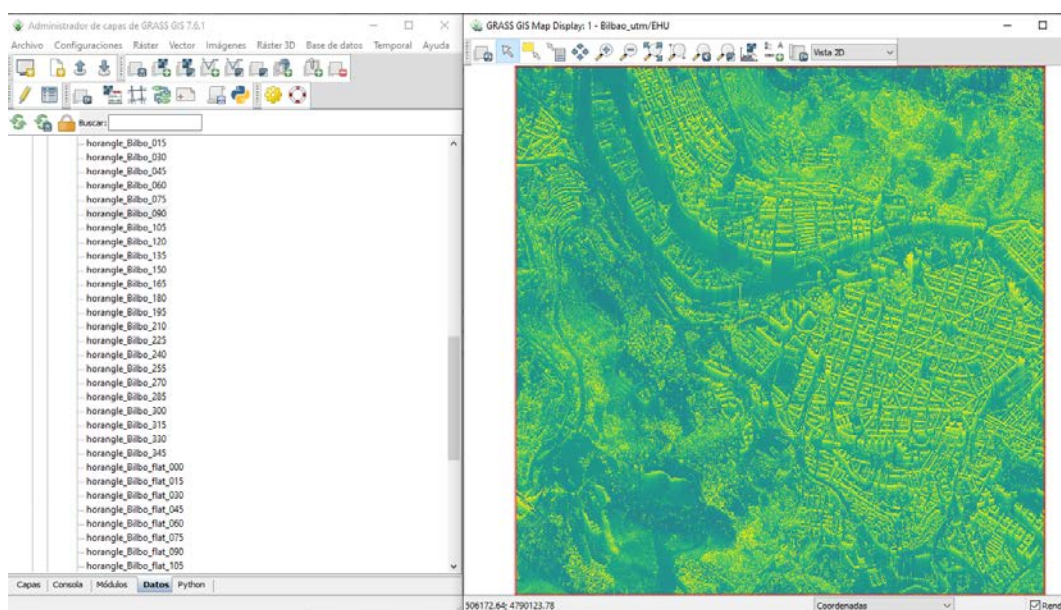 Administrador de capas de GRASS GIS 7.6.1
Archivo Configuraciones Ráster Vector Imágenes Ráster 3D Base de datos Temporal Ayuda
Buscar:
horangle_Bilbo_015
horangle_Bilbo_030
horangle_Bilbo_045
horangle_Bilbo_060
horangle_Bilbo_075
horangle_Bilbo_090
horangle_Bilbo_105
horangle_Bilbo_120
horangle_Bilbo_135
horangle_Bilbo_150
horangle_Bilbo_165
horangle_Bilbo_180
horangle_Bilbo_195
horangle_Bilbo_210
horangle_Bilbo_225
horangle_Bilbo_240
horangle_Bilbo_255
horangle_Bilbo_270
horangle_Bilbo_285
horangle_Bilbo_300
horangle_Bilbo_315
horangle_Bilbo_330
horangle_Bilbo_345
horangle_Bilbo_flat_000
horangle_Bilbo_flat_015
horangle_Bilbo_flat_030
horangle_Bilbo_flat_045
horangle_Bilbo_flat_060
horangle_Bilbo_flat_075
horangle_Bilbo_flat_090
horangle_Bilbo_flat_105
Capas Consola Módulos Datos Python
GRASS GIS Map Display: 1 - Bilbao_utm/EHU
Vista 2D
506172.64; 4790123.78
Coordenadas
Rend